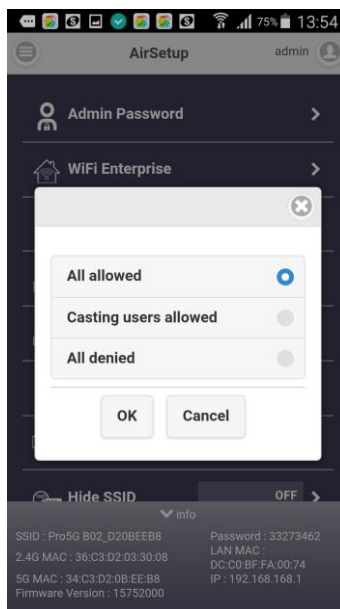 75% 13:54
AirSetup
admin
Admin Password
WiFi Enterprise
All allowed
Casting users allowed
All denied
OK Cancel
Hide SSID OFF
info
SSID : Pro5G B02_D20BEEB8
Password : 33273462
2.4G MAC : 36:C3:D2:03:30:08
LAN MAC :
DC:C0:BF:FA:00:74
5G MAC : 34:C3:D2:0B:EE:B8
IP : 192.168.168.1
Firmware Version : 15752000